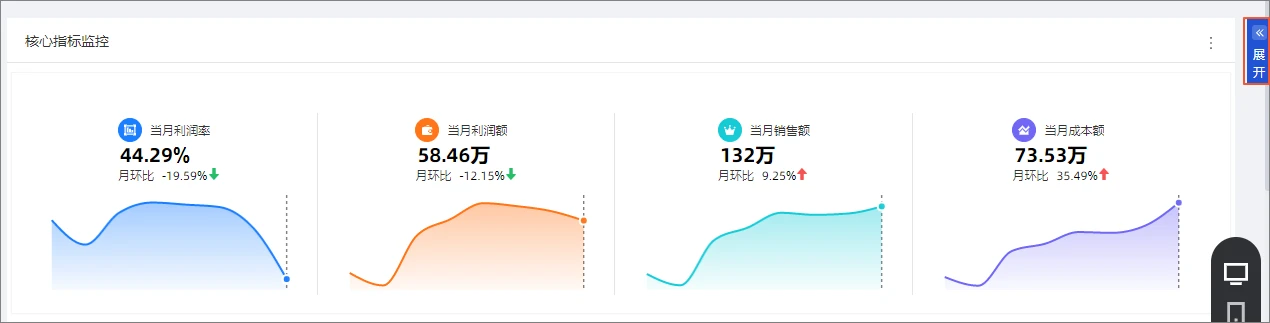 核心指标监控
展
开
当月利润率
44.29%
月环比 -19.59%
当月利润额
58.46万
月环比 -12.15%
当月销售额
132万
月环比 9.25%
当月成本额
73.53万
月环比 35.49%